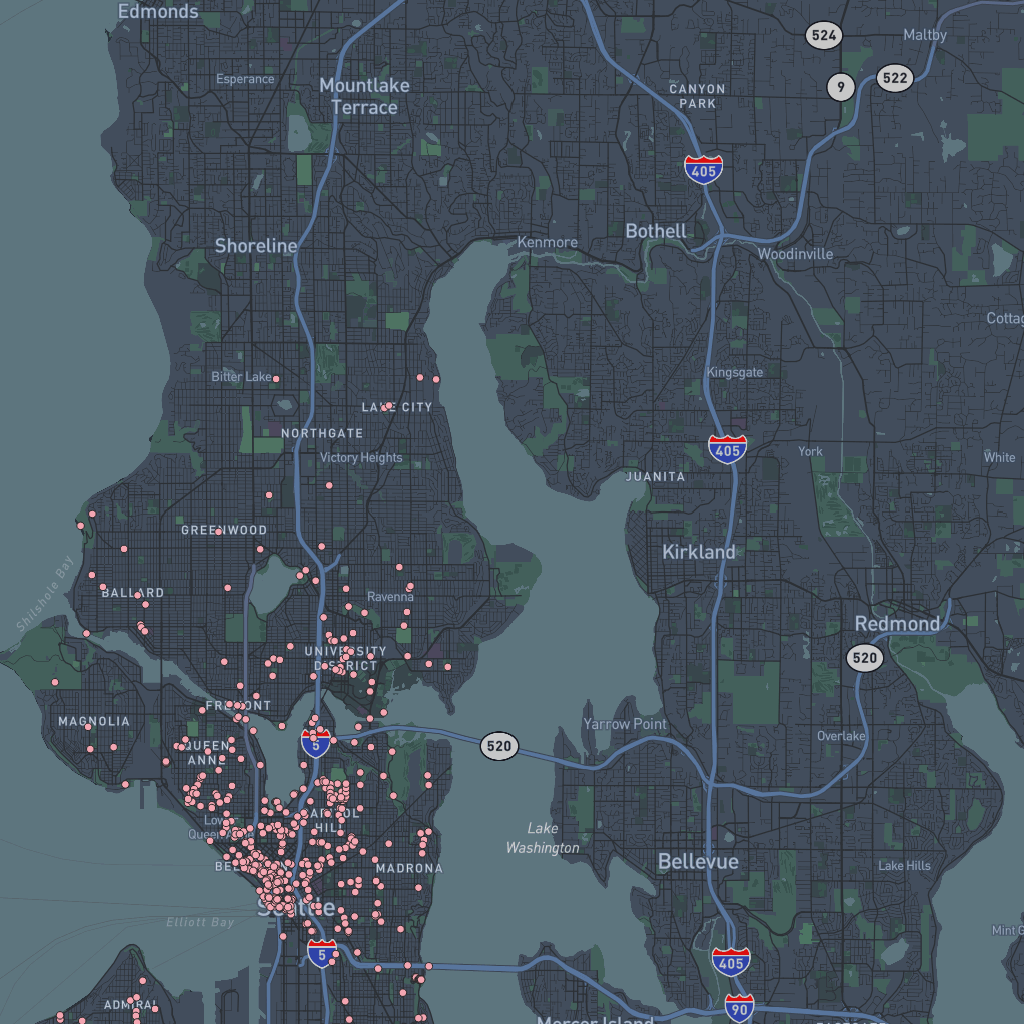 Edmonds
524
Maltby
Esperance
Mountlake
Terrace
CANYON
PARK
9
522
405
Shoreline
Kenmore
Bothell
Woodinville
Bitter Lake
Kingsgate
LAKE CITY
NORTHGATE
Victory Heights
405
York
White
JUANITA
GREENWOOD
Kirkland
Shilshole Bay
BALLARD
Ravenna
Redmond
UNIVERSITY
DISTRICT
520
FREMONT
MAGNOLIA
QUEEN
ANNE
5
520
Yarrow Point
Overlake
CAPITOL
HILL
Lake
Washington
MADRONA
Bellevue
Lake Hills
Seattle
Elliott Bay
5
405
ADMIRAL
90
Mercer Island